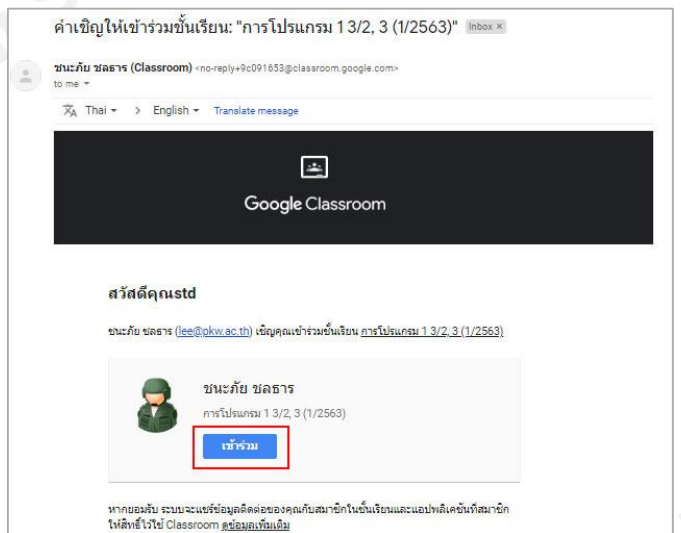 คำเชิญให้เข้าร่วมชั้นเรียน: "การโปรแกรม 1 3/2, 3 (1/2563)" Inbox ×
ชนะภัย ชลธาร (Classroom) <no-reply+9c091653@classroom.google.com>
to me
Thai > English Translate message
Google Classroom
สวัสดีคุณstd
ชนะภัย ชลธาร (lee@pkw.ac.th) เชิญคุณเข้าร่วมชั้นเรียน การโปรแกรม 1 3/2, 3 (1/2563)
ชนะภัย ชลธาร
การโปรแกรม 1 3/2, 3 (1/2563)
เข้าร่วม
หากยอมรับ ระบบจะแชร์ข้อมูลติดต่อของคุณกับสมาชิกในชั้นเรียนและแอปพลิเคชันที่สมาชิก
ให้สิทธิ์ไว้ใช้ Classroom ดูข้อมูลเพิ่มเติม